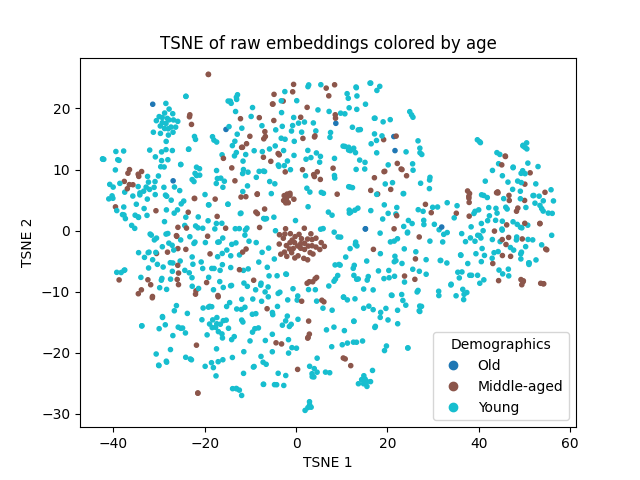 TSNE of raw embeddings colored by age
TSNE 2
20
10
0
−10
−20
−30
−40
−20
0
20
40
60
TSNE 1
Demographics
Old
Middle-aged
Young